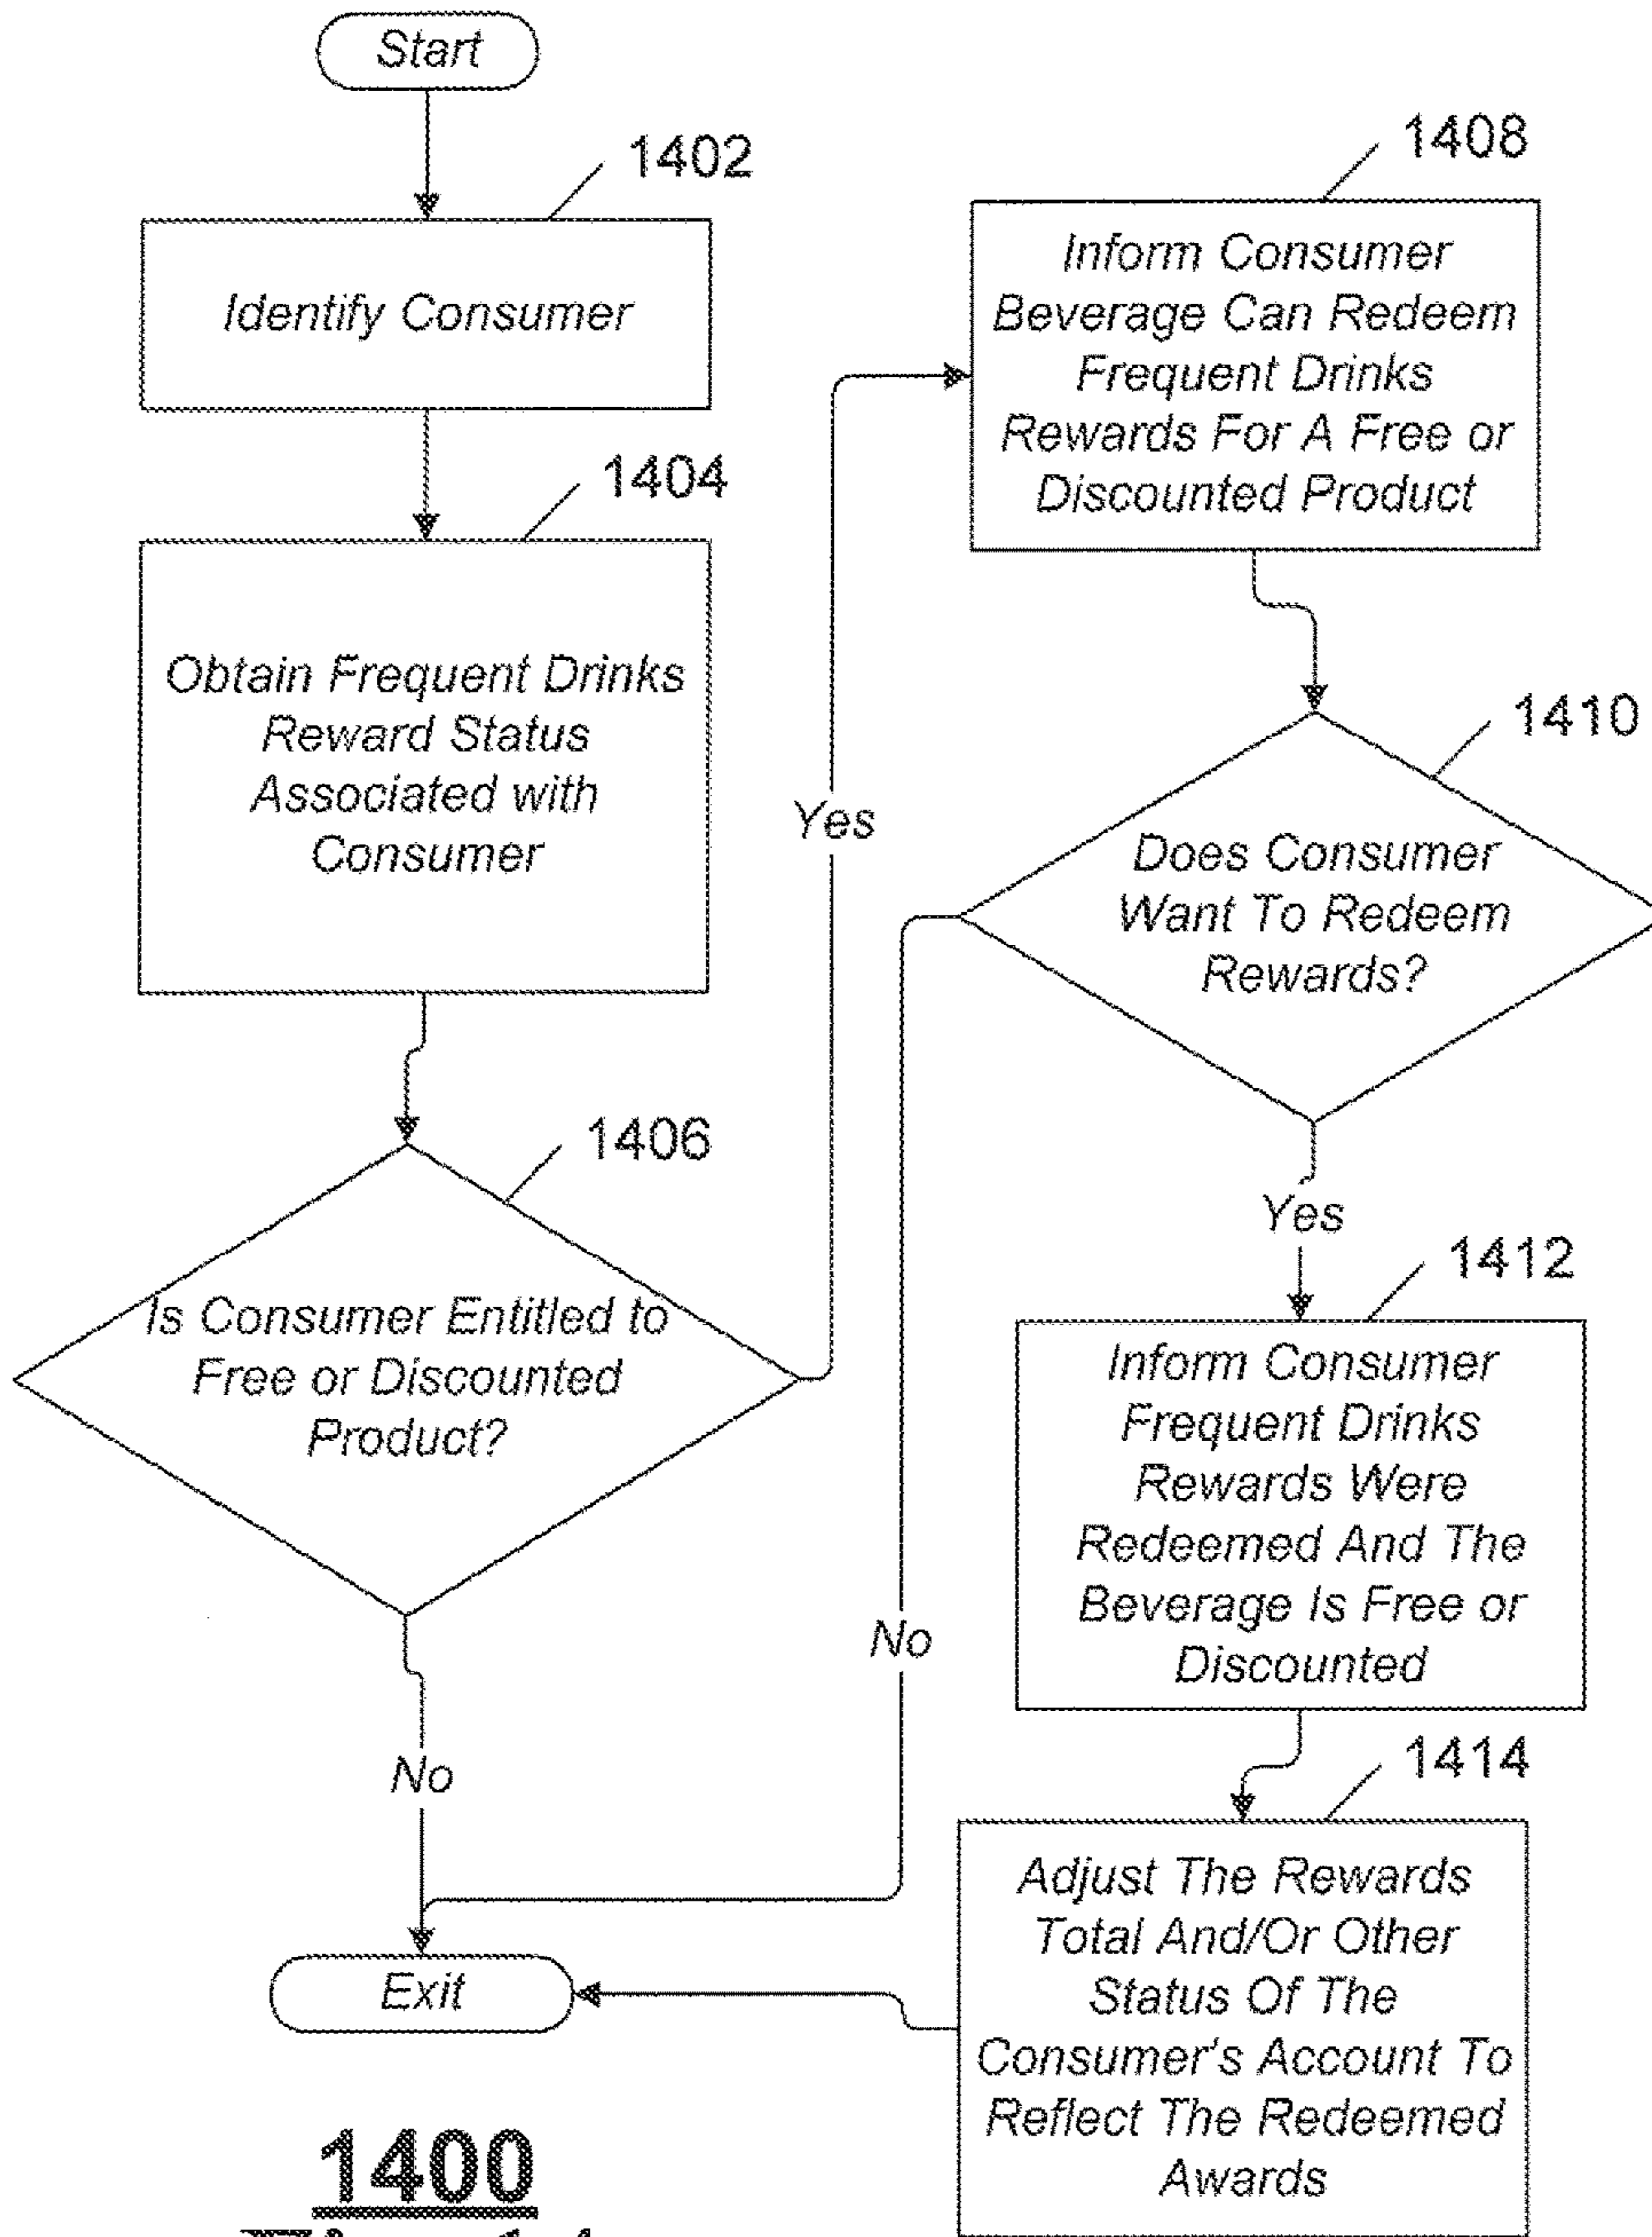 Start
1402
Identify Consumer
1404
Obtain Frequent Drinks
Reward Status
Associated with
Consumer
1406
Is Consumer Entitled to
Free or Discounted
Product?
Yes
No
1408
Inform Consumer
Beverage Can Redeem
Frequent Drinks
Rewards For A Free or
Discounted Product
1410
Does Consumer
Want To Redeem
Rewards?
No
Yes
1412
Inform Consumer
Frequent Drinks
Rewards Were
Redeemed And The
Beverage Is Free or
Discounted
1414
Adjust The Rewards
Total And/Or Other
Status Of The
Consumer's Account To
Reflect The Redeemed
Awards
Exit
1400